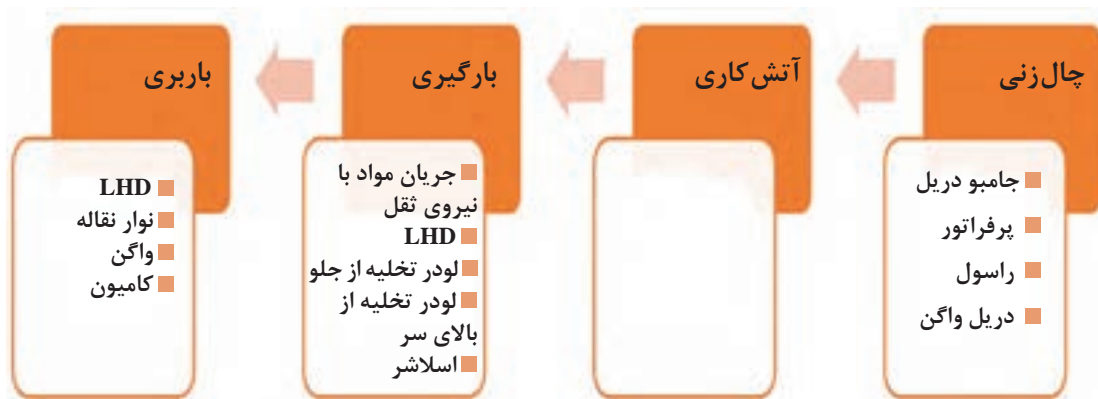 چال‌زنی
جامبو دریل
پرفراتور
راسول
دریل واگن
آتش‌کاری
بارگیری
جریان مواد با
نیروی ثقل
LHD
لودر تخلیه از جلو
لودر تخلیه از
بالای سر
اسلاشر
باربری
LHD
نوار نقاله
واگن
کامیون